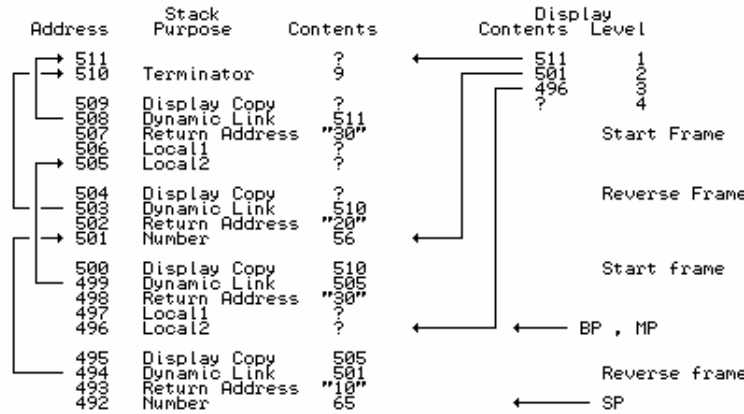 Stack Display
Address Purpose Contents Contents Level
511 ? 511 1
510 Terminator 9 501 2
496 3
509 Display Copy ? ? 4
508 Dynamic Link 511
507 Return Address "30" Start Frame
506 Local1 ?
505 Local2 ?
504 Display Copy ? Reverse Frame
503 Dynamic Link 510
502 Return Address "20"
501 Number 56
500 Display Copy 510 Start frame
499 Dynamic Link 505
498 Return Address "30"
497 Local1 ?
496 Local2 ? BP , MP
495 Display Copy 505
494 Dynamic Link 501 Reverse frame
493 Return Address "10"
492 Number 65 SP